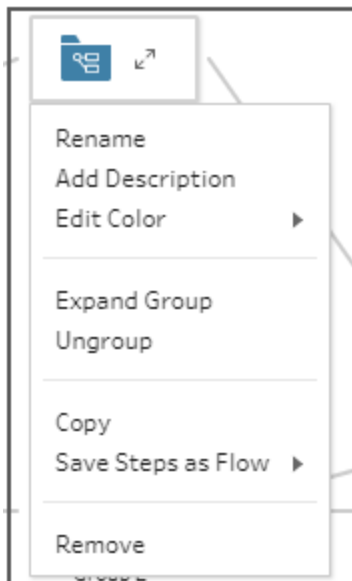 Rename
Add Description
Edit Color
Expand Group
Ungroup
Copy
Save Steps as Flow
Remove